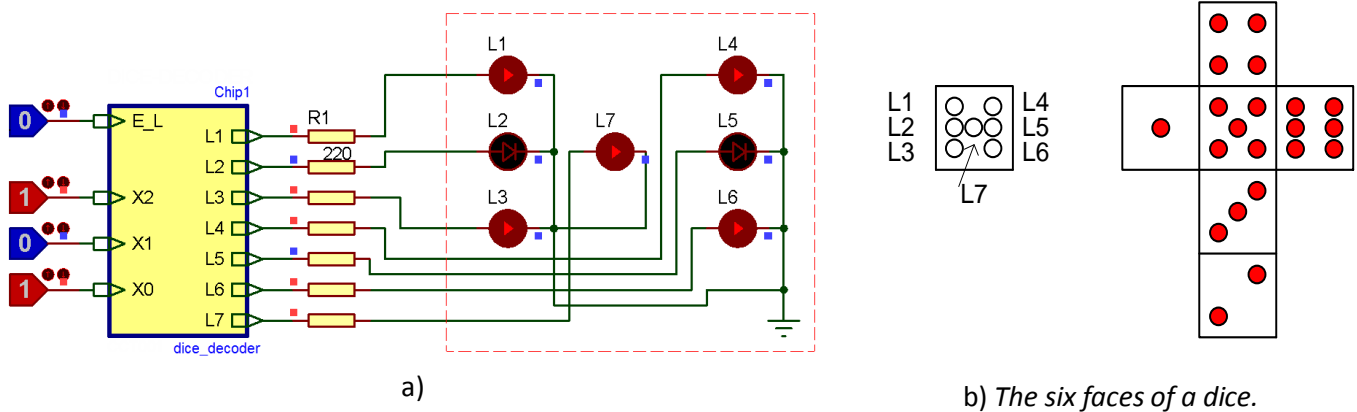 Chip1
0
E_L
1
X2
0
X1
1
X0
L1
L2
L3
L4
L5
L6
L7
dice_decoder
R1
220
L1
L2
L3
L7
L4
L5
L6
a)
L1
L2
L3
L4
L5
L6
L7
b) The six faces of a dice.